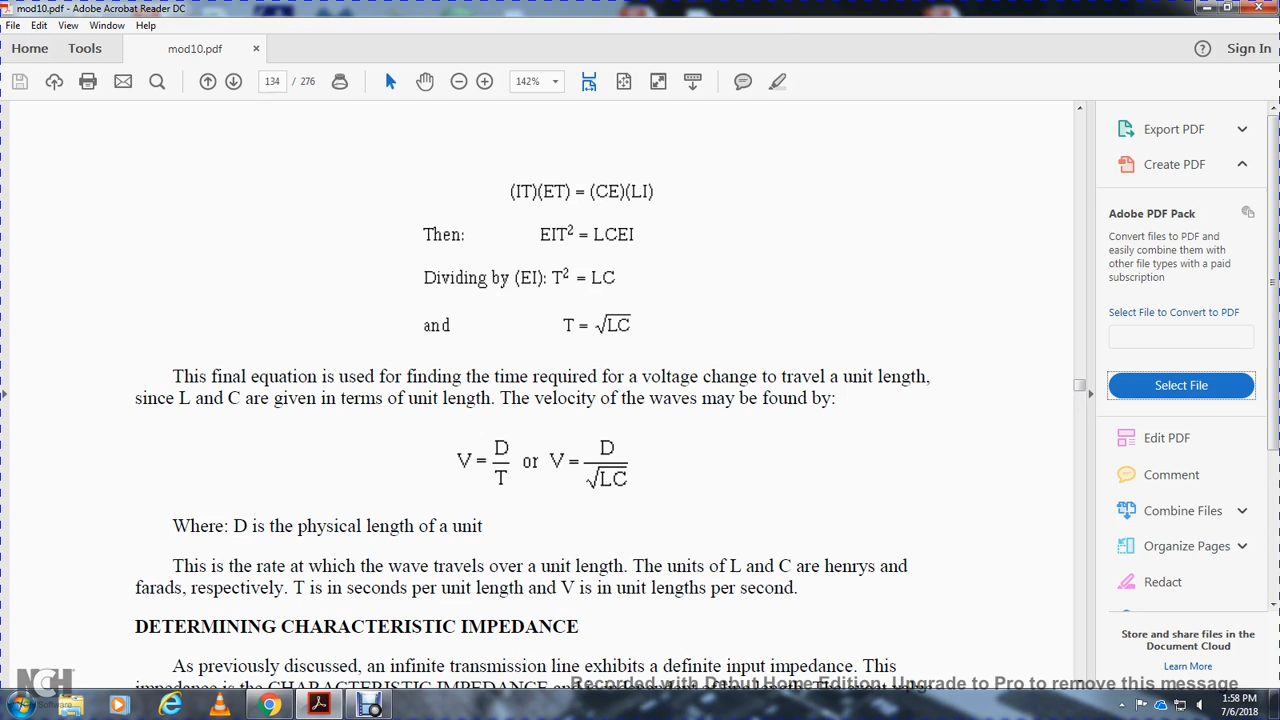 mod10.pdf - Adobe Acrobat Reader DC
File Edit View Window Help
Home Tools mod10.pdf × Sign In
134 / 276 142%
(IT)(ET) = (CE)(LI)
Then: EIT² = LCEI
Dividing by (EI): T² = LC
and T = √LC
This final equation is used for finding the time required for a voltage change to travel a unit length,
since L and C are given in terms of unit length. The velocity of the waves may be found by:
V = D/T or V = D/√LC
Where: D is the physical length of a unit
This is the rate at which the wave travels over a unit length. The units of L and C are henrys and
farads, respectively. T is in seconds per unit length and V is in unit lengths per second.
DETERMINING CHARACTERISTIC IMPEDANCE
As previously discussed, an infinite transmission line exhibits a definite input impedance. This
impedance is the CHARACTERISTIC IMPEDANCE
Export PDF
Create PDF
Adobe PDF Pack
Convert files to PDF and
easily combine them with
other file types with a paid
subscription
Select File to Convert to PDF
Select File
Edit PDF
Comment
Combine Files
Organize Pages
Redact
Store and share files in the
Document Cloud
Learn More
NCH
Software
Recorded with Debut Home Edition. Upgrade to Pro to remove this message
1:58 PM
7/6/2018